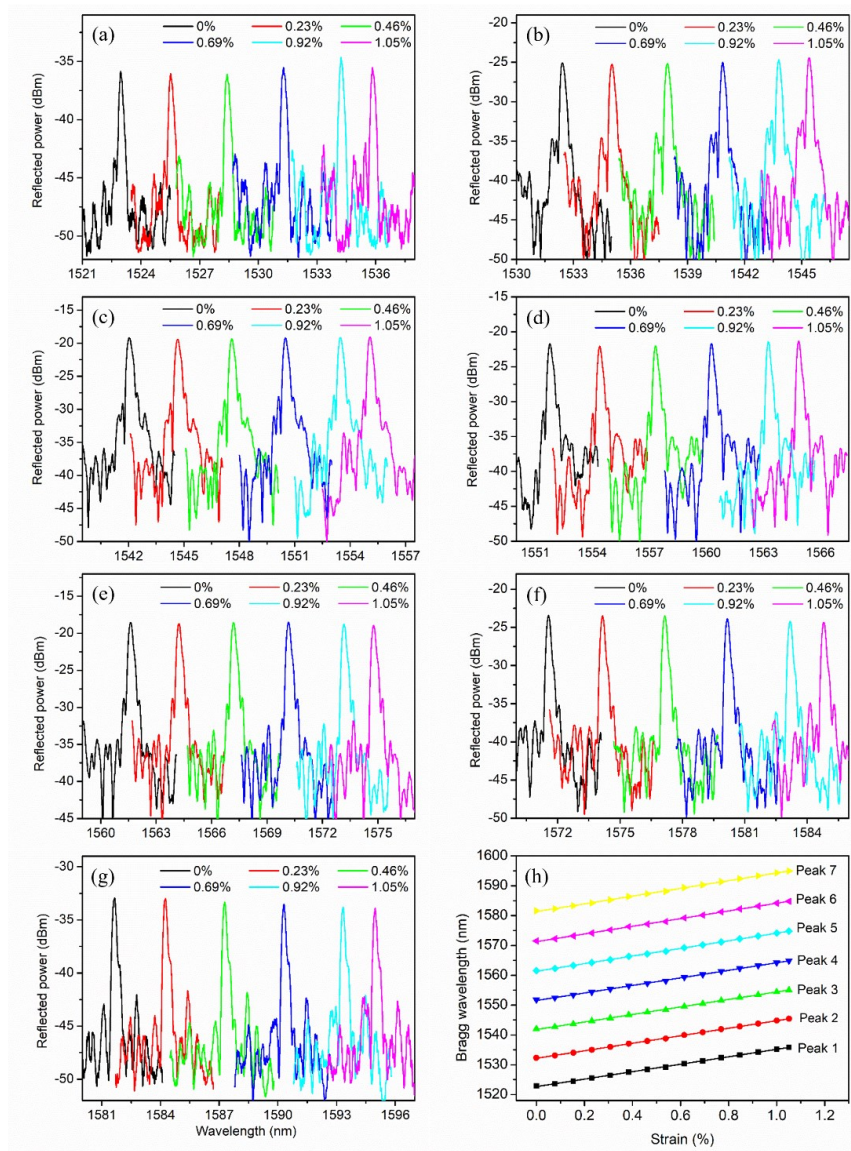 (a) 0% 0.23% 0.46%
0.69% 0.92% 1.05%
-35
-40
-45
-50
Reflected power (dBm)
1521 1524 1527 1530 1533 1536
(b) 0% 0.23% 0.46%
0.69% 0.92% 1.05%
-20
-25
-30
-35
-40
-45
-50
Reflected power (dBm)
1530 1533 1536 1539 1542 1545
(c) 0% 0.23% 0.46%
0.69% 0.92% 1.05%
-15
-20
-25
-30
-35
-40
-45
-50
Reflected power (dBm)
1542 1545 1548 1551 1554 1557
(d) 0% 0.23% 0.46%
0.69% 0.92% 1.05%
-15
-20
-25
-30
-35
-40
-45
-50
Reflected power (dBm)
1551 1554 1557 1560 1563 1566
(e) 0% 0.23% 0.46%
0.69% 0.92% 1.05%
-15
-20
-25
-30
-35
-40
-45
Reflected power (dBm)
1560 1563 1566 1569 1572 1575
(f) 0% 0.23% 0.46%
0.69% 0.92% 1.05%
-20
-25
-30
-35
-40
-45
-50
Reflected power (dBm)
1572 1575 1578 1581 1584
(g) 0% 0.23% 0.46%
0.69% 0.92% 1.05%
-30
-35
-40
-45
-50
Reflected power (dBm)
1581 1584 1587 1590 1593 1596
Wavelength (nm)
(h)
1600
1590
1580
1570
1560
1550
1540
1530
1520
Bragg wavelength (nm)
Peak 7
Peak 6
Peak 5
Peak 4
Peak 3
Peak 2
Peak 1
0.0 0.2 0.4 0.6 0.8 1.0 1.2
Strain (%)